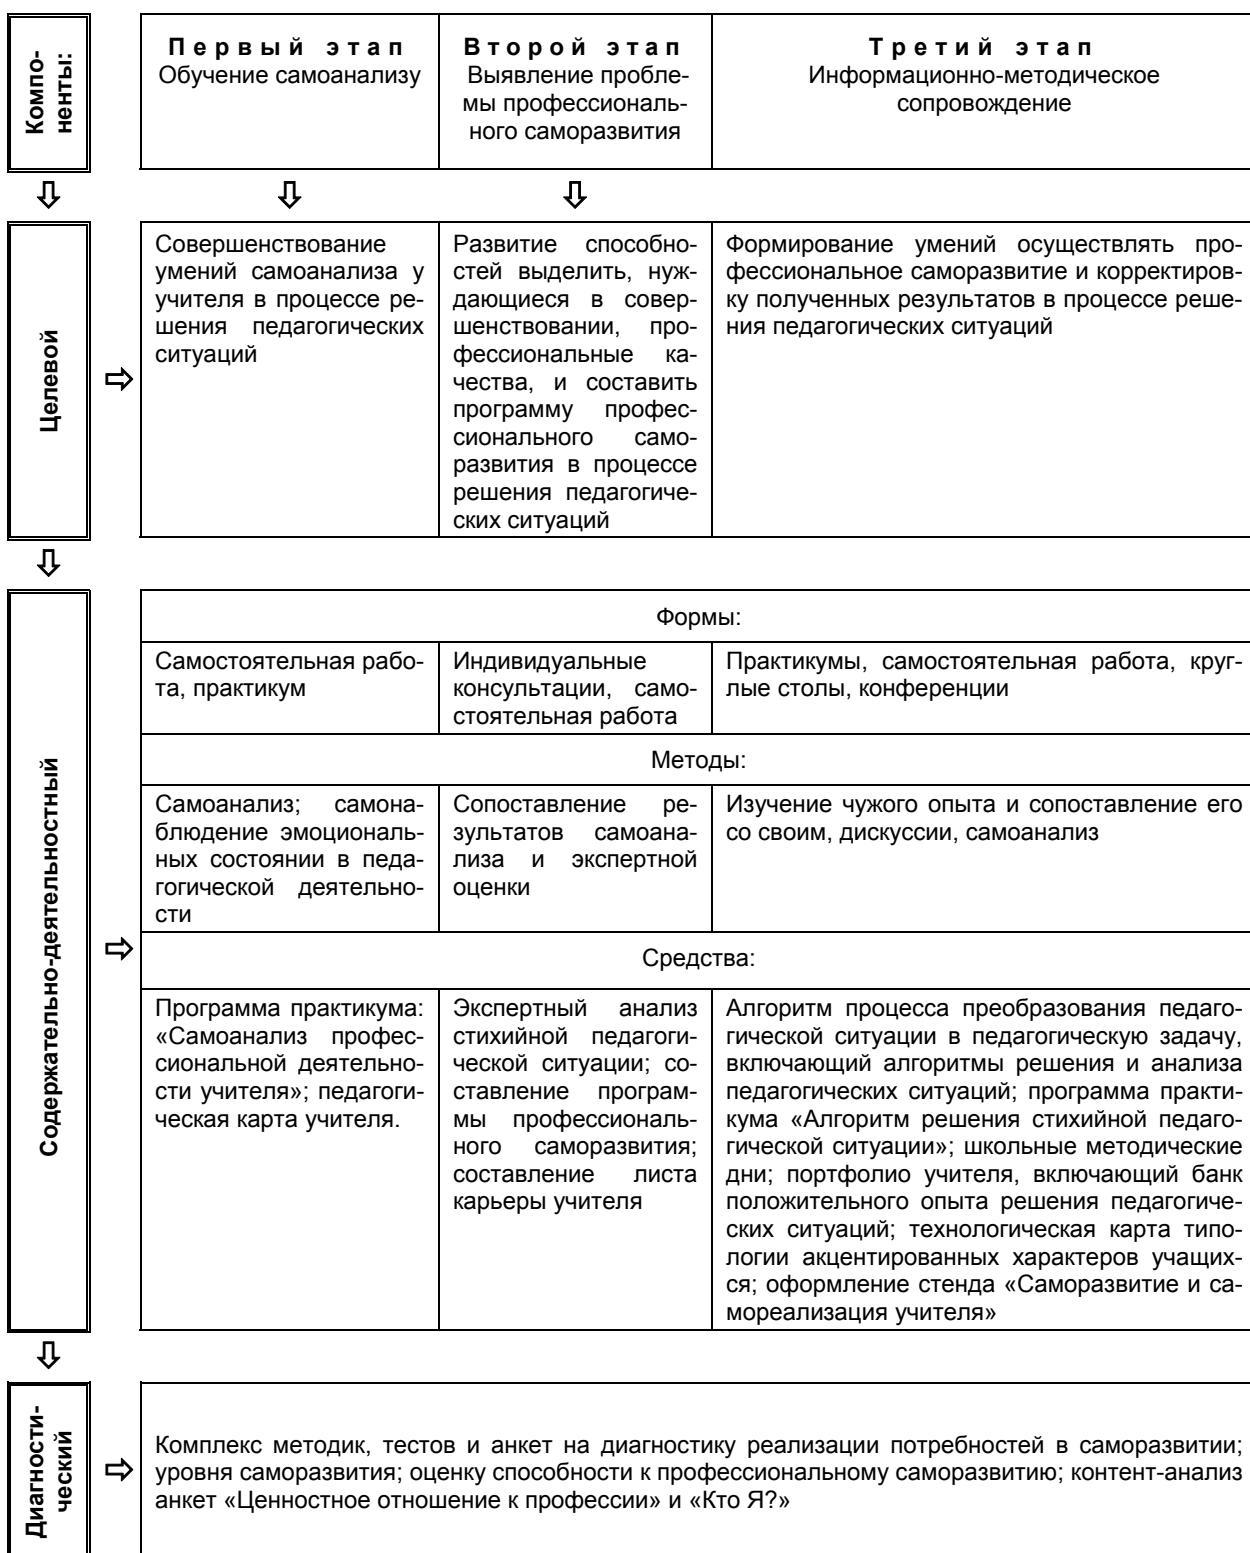 Компо-
ненты:
Первый этап
Обучение самоанализу
Второй этап
Выявление пробле-
мы профессиональ-
ного саморазвития
Третий этап
Информационно-методическое
сопровождение
Целевой
Совершенствование
умений самоанализа у
учителя в процессе ре-
шения педагогических
ситуаций
Развитие способно-
стей выделить, нуж-
дающиеся в совер-
шенствовании, про-
фессиональные ка-
чества, и составить
программу профес-
сионального само-
развития в процессе
решения педагогиче-
ских ситуаций
Формирование умений осуществлять про-
фессиональное саморазвитие и корректиров-
ку полученных результатов в процессе реше-
ния педагогических ситуаций
Содержательно-деятельностный
Формы:
Самостоятельная рабо-
та, практикум
Индивидуальные
консультации, само-
стоятельная работа
Практикумы, самостоятельная работа, круг-
лые столы, конференции
Методы:
Самоанализ; самона-
блюдение эмоциональ-
ных состоянии в педа-
гогической деятельно-
сти
Сопоставление ре-
зультатов самоана-
лиза и экспертной
оценки
Изучение чужого опыта и сопоставление его
со своим, дискуссии, самоанализ
Средства:
Программа практикума:
«Самоанализ профес-
сиональной деятельно-
сти учителя»; педагоги-
ческая карта учителя.
Экспертный анализ
стихийной педагоги-
ческой ситуации; со-
ставление програм-
мы профессиональ-
ного саморазвития;
составление листа
карьеры учителя
Алгоритм процесса преобразования педаго-
гической ситуации в педагогическую задачу,
включающий алгоритмы решения и анализа
педагогических ситуаций; программа практи-
кума «Алгоритм решения стихийной педаго-
гической ситуации»; школьные методические
дни; портфолио учителя, включающий банк
положительного опыта решения педагогиче-
ских ситуаций; технологическая карта типо-
логии акцентированных характеров учащих-
ся; оформление стенда «Саморазвитие и са-
мореализация учителя»
Диагности-
ческий
Комплекс методик, тестов и анкет на диагностику реализации потребностей в саморазвитии;
уровня саморазвития; оценку способности к профессиональному саморазвитию; контент-анализ
анкет «Ценностное отношение к профессии» и «Кто Я?»